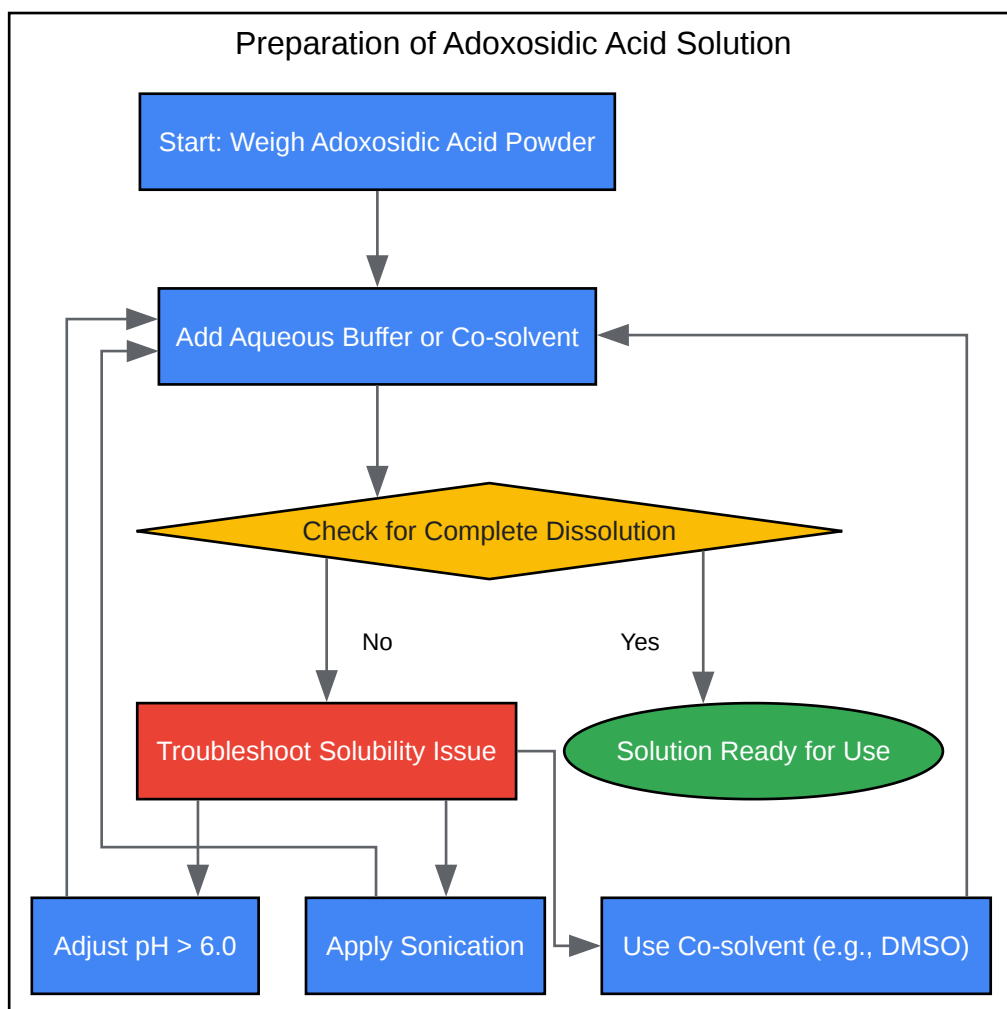 Preparation of Adoxosidic Acid Solution
Start: Weigh Adoxosidic Acid Powder
Add Aqueous Buffer or Co-solvent
Check for Complete Dissolution
No
Yes
Troubleshoot Solubility Issue
Solution Ready for Use
Adjust pH > 6.0
Apply Sonication
Use Co-solvent (e.g., DMSO)